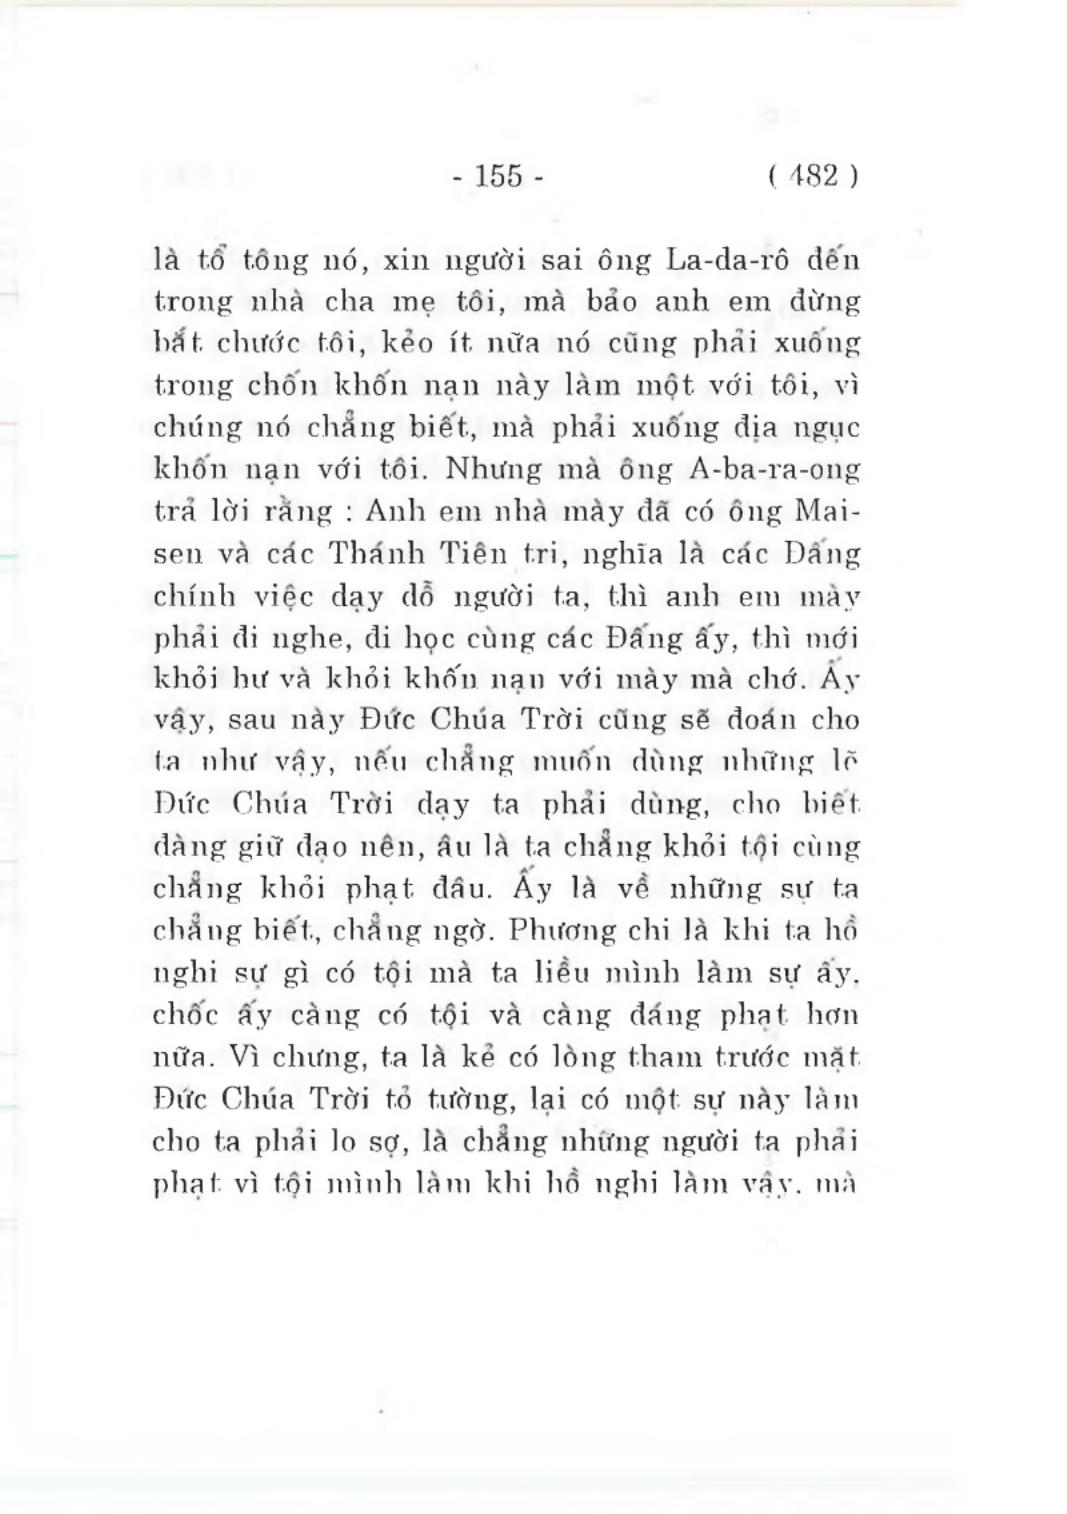 - 155 - ( 482 )
là tổ tông nó, xin người sai ông La-da-rô đến
trong nhà cha mẹ tôi, mà bảo anh em đừng
bắt chước tôi, kẻo ít nữa nó cũng phải xuống
trong chốn khốn nạn này làm một với tôi, vì
chúng nó chẳng biết, mà phải xuống địa ngục
khốn nạn với tôi. Nhưng mà ông A-ba-ra-ong
trả lời rằng : Anh em nhà mày đã có ông Mai-
sen và các Thánh Tiên tri, nghĩa là các Đấng
chính việc dạy dỗ người ta, thì anh em mày
phải đi nghe, đi học cùng các Đấng ấy, thì mới
khỏi hư và khỏi khốn nạn với mày mà chớ. Ấy
vậy, sau này Đức Chúa Trời cũng sẽ đoán cho
ta như vậy, nếu chẳng muốn dùng những lẽ
Đức Chúa Trời dạy ta phải dùng, cho biết
đàng giữ đạo nên, âu là ta chẳng khỏi tội cùng
chẳng khỏi phạt đâu. Ấy là về những sự ta
chẳng biết, chẳng ngờ. Phương chi là khi ta hồ
nghi sự gì có tội mà ta liều mình làm sự ấy.
chốc ấy càng có tội và càng đáng phạt hơn
nữa. Vì chưng, ta là kẻ có lòng tham trước mặt
Đức Chúa Trời tỏ tường, lại có một sự này làm
cho ta phải lo sợ, là chẳng những người ta phải
phạt vì tội mình làm khi hồ nghi làm vậy. mà